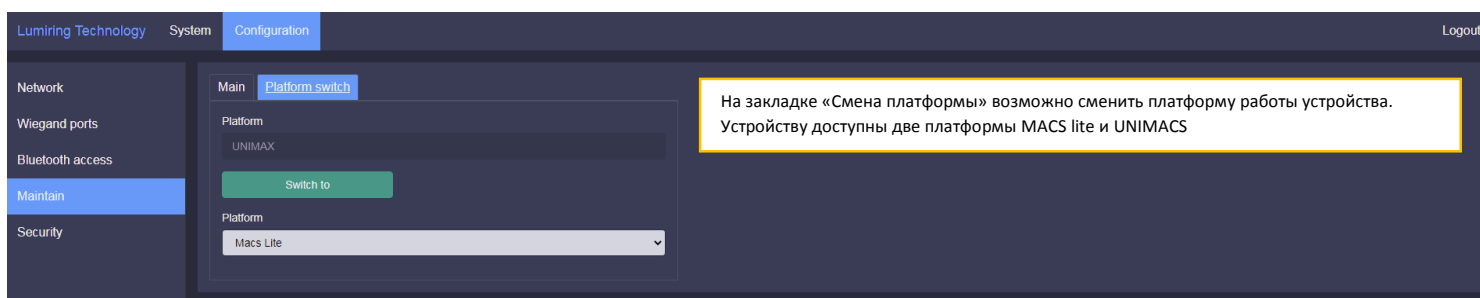 Lumiring Technology System Configuration Logout
Network
Wiegand ports
Bluetooth access
Maintain
Security
Main Platform switch
Platform
UNIMAX
Switch to
Platform
Macs Lite
На закладке «Смена платформы» возможно сменить платформу работы устройства.
Устройству доступны две платформы MACS lite и UNIMACS